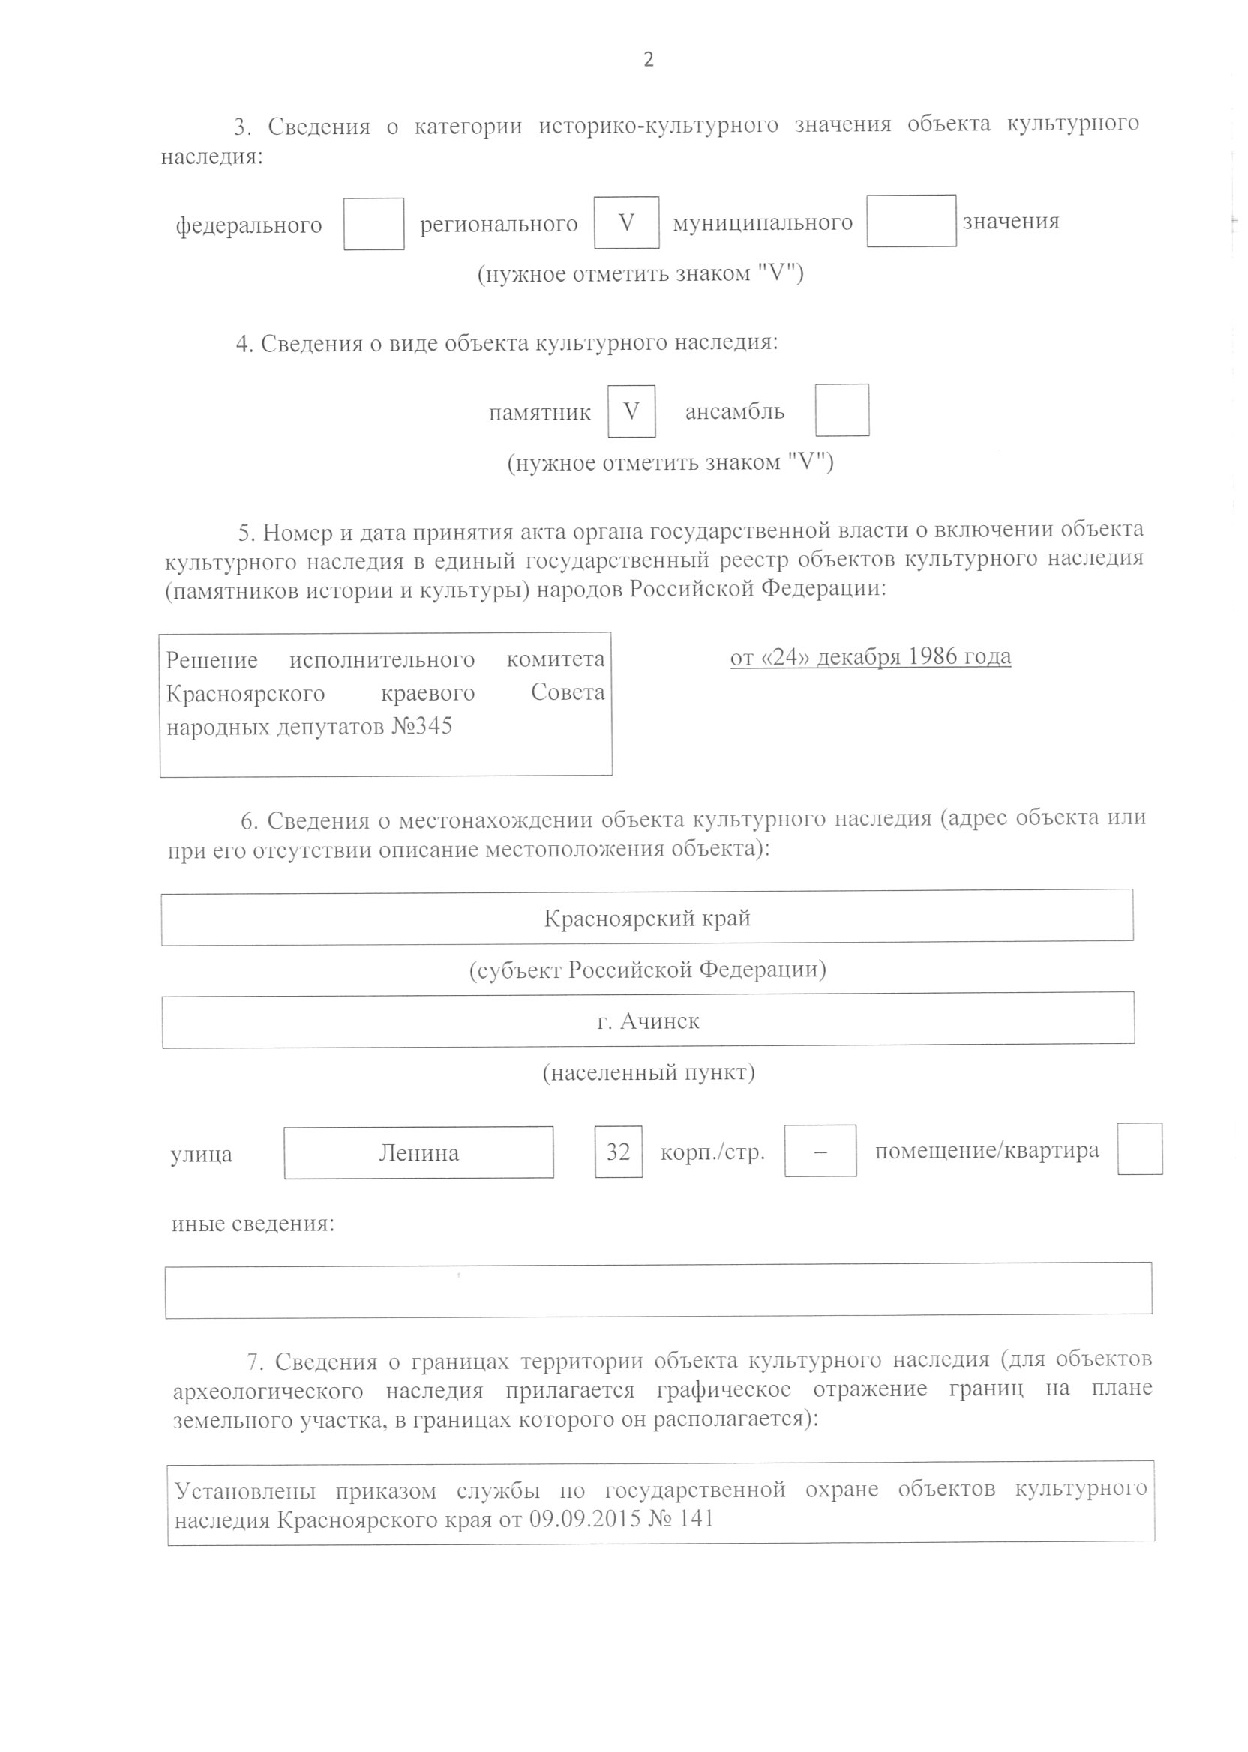 2
3. Сведения о категории историко-культурного значения объекта культурного
наследия:
федерального регионального V муниципального значения
(нужное отметить знаком "V")
4. Сведения о виде объекта культурного наследия:
памятник V ансамбль
(нужное отметить знаком "V")
5. Номер и дата принятия акта органа государственной власти о включении объекта
культурного наследия в единый государственный реестр объектов культурного наследия
(памятников истории и культуры) народов Российской Федерации:
Решение исполнительного комитета от «24» декабря 1986 года
Красноярского краевого Совета
народных депутатов №345
6. Сведения о местонахождении объекта культурного наследия (адрес объекта или
при его отсутствии описание местоположения объекта):
Красноярский край
(субъект Российской Федерации)
г. Ачинск
(населенный пункт)
улица Ленина 32 корп./стр. – помещение/квартира
иные сведения:
7. Сведения о границах территории объекта культурного наследия (для объектов
археологического наследия прилагается графическое отражение границ на плане
земельного участка, в границах которого он располагается):
Установлены приказом службы по государственной охране объектов культурного
наследия Красноярского края от 09.09.2015 № 141